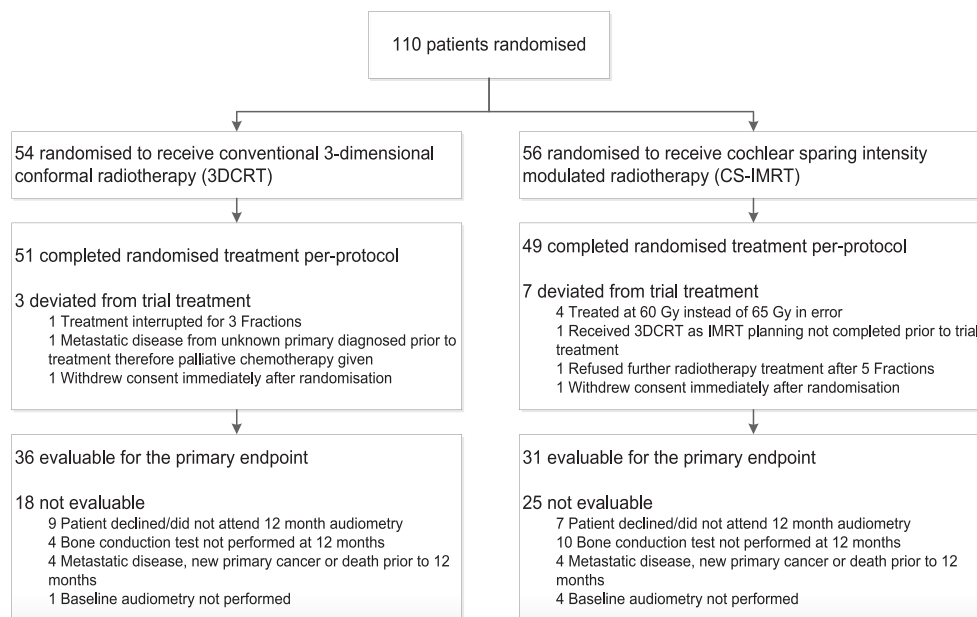 110 patients randomised
54 randomised to receive conventional 3-dimensional
conformal radiotherapy (3DCRT)
56 randomised to receive cochlear sparing intensity
modulated radiotherapy (CS-IMRT)
51 completed randomised treatment per-protocol
3 deviated from trial treatment
1 Treatment interrupted for 3 Fractions
1 Metastatic disease from unknown primary diagnosed prior to
treatment therefore palliative chemotherapy given
1 Withdrew consent immediately after randomisation
49 completed randomised treatment per-protocol
7 deviated from trial treatment
4 Treated at 60 Gy instead of 65 Gy in error
1 Received 3DCRT as IMRT planning not completed prior to trial
treatment
1 Refused further radiotherapy treatment after 5 Fractions
1 Withdrew consent immediately after randomisation
36 evaluable for the primary endpoint
18 not evaluable
9 Patient declined/did not attend 12 month audiometry
4 Bone conduction test not performed at 12 months
4 Metastatic disease, new primary cancer or death prior to 12
months
1 Baseline audiometry not performed
31 evaluable for the primary endpoint
25 not evaluable
7 Patient declined/did not attend 12 month audiometry
10 Bone conduction test not performed at 12 months
4 Metastatic disease, new primary cancer or death prior to 12
months
4 Baseline audiometry not performed